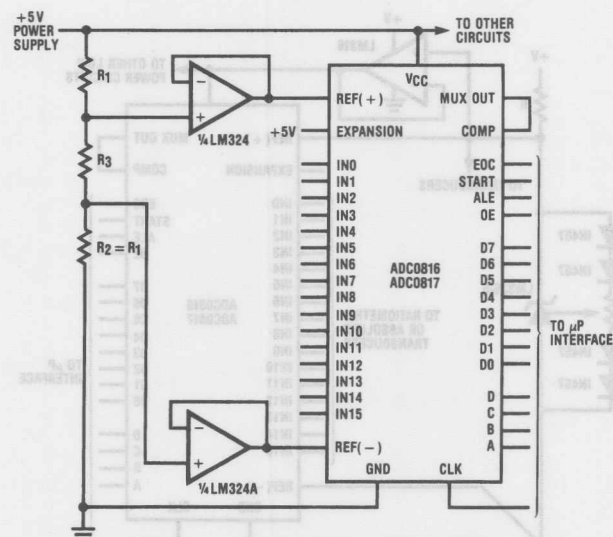 +5V
POWER
SUPPLY
TO OTHER
CIRCUITS
R1
VCC
REF(+)
MUX OUT
¼ LM324
+5V
EXPANSION
COMP
R3
IN0
EOC
IN1
START
IN2
ALE
IN3
OE
IN4
R2 = R1
IN5
D7
IN6
D6
ADC0816
ADC0817
IN7
D5
IN8
D4
IN9
D3
IN10
D2
TO µP
INTERFACE
IN11
D1
IN12
D0
IN13
IN14
D
IN15
C
B
REF(-)
A
¼ LM324A
GND
CLK